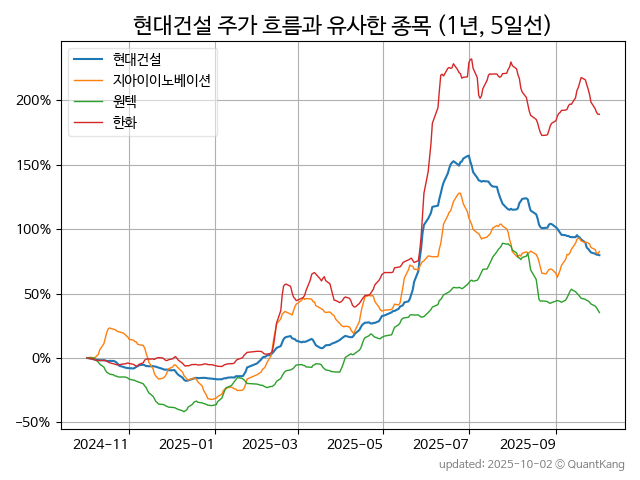 현대건설 주가 흐름과 유사한 종목 (1년, 5일선)
현대건설
지아이이노베이션
원텍
한화
200%
150%
100%
50%
0%
−50%
2024-11
2025-01
2025-03
2025-05
2025-07
2025-09
updated: 2025-10-02 © QuantKang